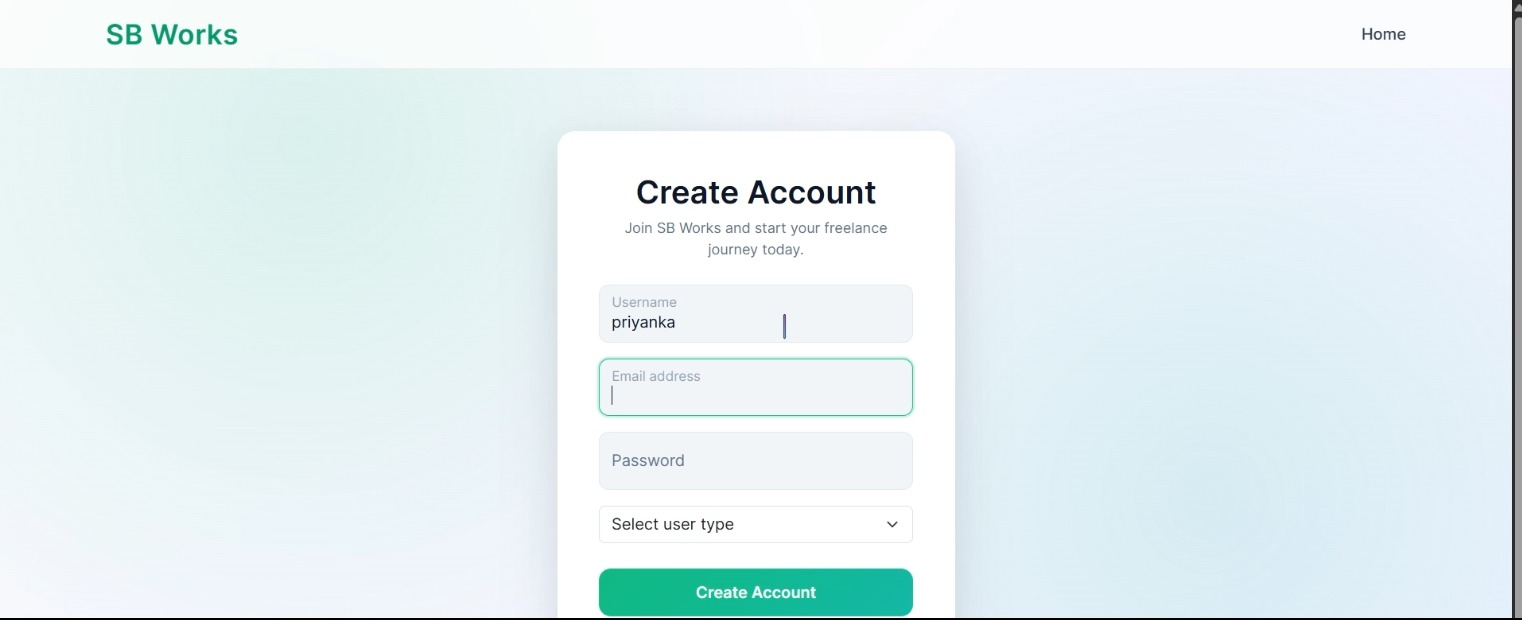 SB Works
Home
Create Account
Join SB Works and start your freelance
journey today.
Username
priyanka
Email address
Password
Select user type
Create Account